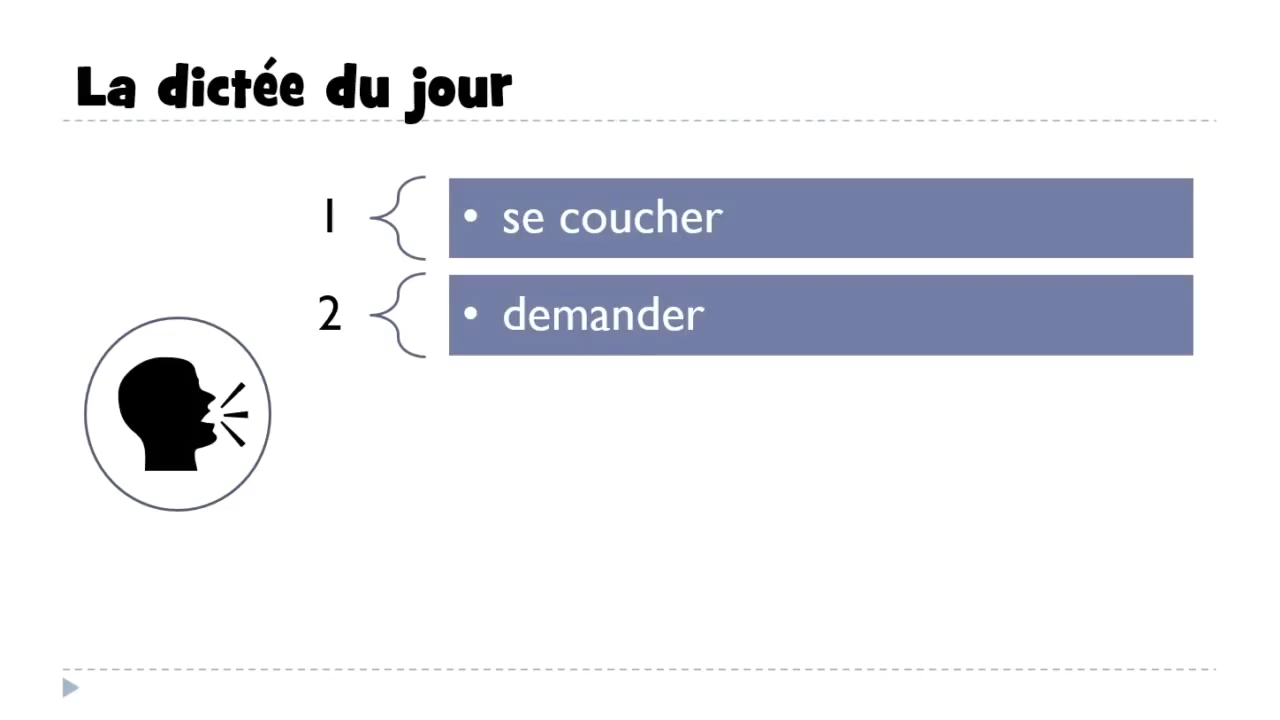 La dictée du jour
1
• se coucher
2
• demander